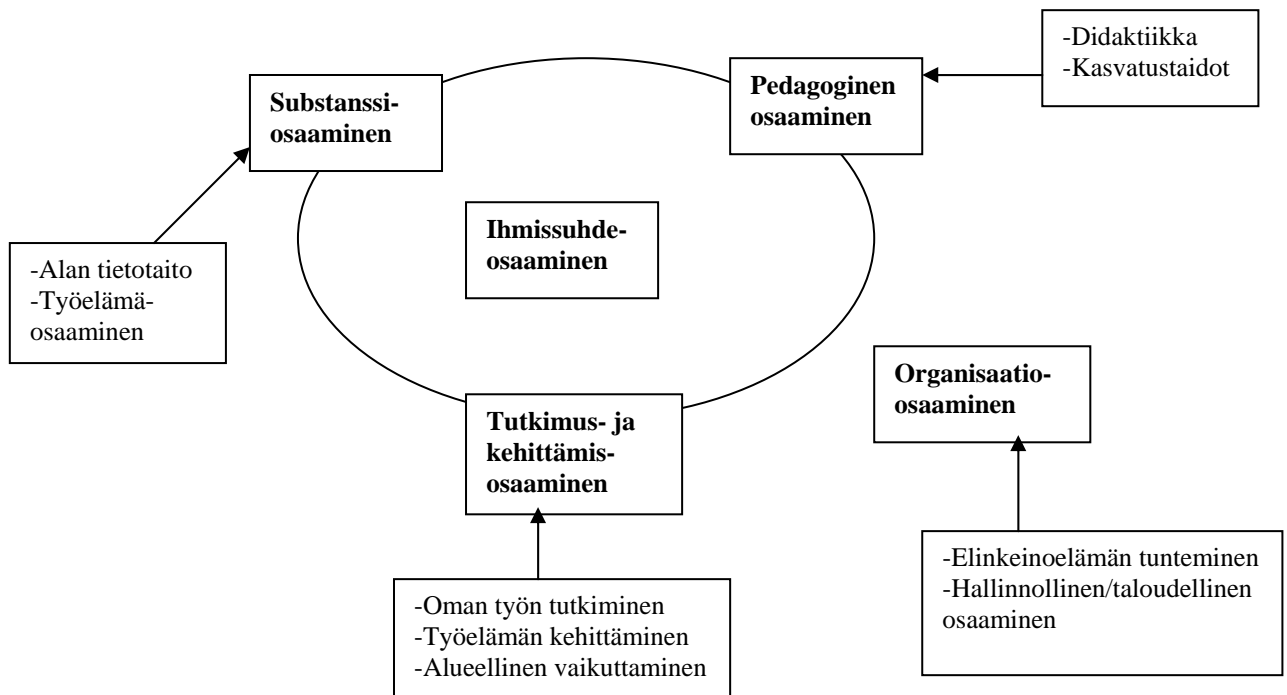 -Didaktiikka
-Kasvatustaidot
Pedagoginen
osaaminen
Substanssi-
osaaminen
Ihmissuhde-
osaaminen
-Alan tietotaito
-Työelämä-
osaaminen
Organisaatio-
osaaminen
Tutkimus- ja
kehittämis-
osaaminen
-Elinkeinoelämän tunteminen
-Hallinnollinen/taloudellinen
osaaminen
-Oman työn tutkiminen
-Työelämän kehittäminen
-Alueellinen vaikuttaminen